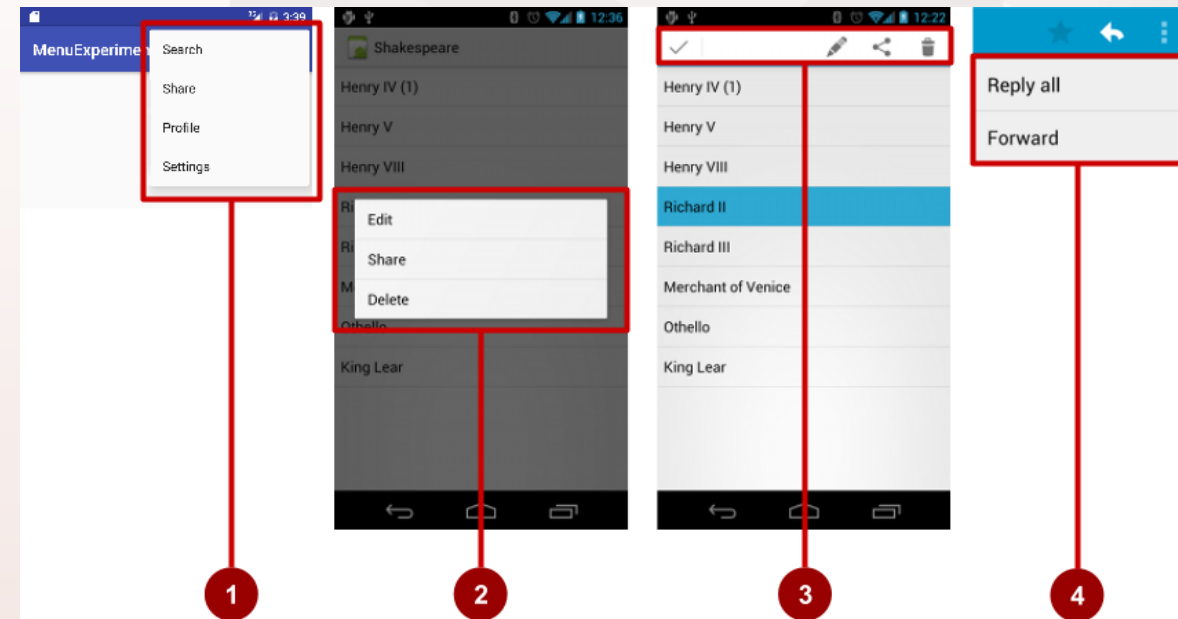 3:39
MenuExperime
Search
Share
Profile
Settings
1
12:36
Shakespeare
Henry IV (1)
Henry V
Henry VIII
Ri
Edit
Ri
Share
M
Delete
Othello
King Lear
2
12:22
Henry IV (1)
Henry V
Henry VIII
Richard II
Richard III
Merchant of Venice
Othello
King Lear
3
Reply all
Forward
4